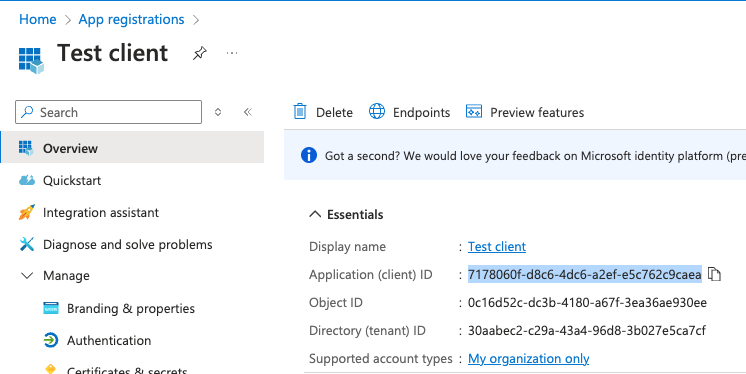 Home > App registrations >
Test client
Search
Overview
Quickstart
Integration assistant
Diagnose and solve problems
Manage
Branding & properties
Authentication
Certificates & secrets
Delete Endpoints Preview features
Got a second? We would love your feedback on Microsoft identity platform (pre
Essentials
Display name : Test client
Application (client) ID : 7178060f-d8c6-4dc6-a2ef-e5c762c9caea
Object ID : 0c16d52c-dc3b-4180-a67f-3ea36ae930ee
Directory (tenant) ID : 30aabec2-c29a-43a4-96d8-3b027e5ca7cf
Supported account types : My organization only